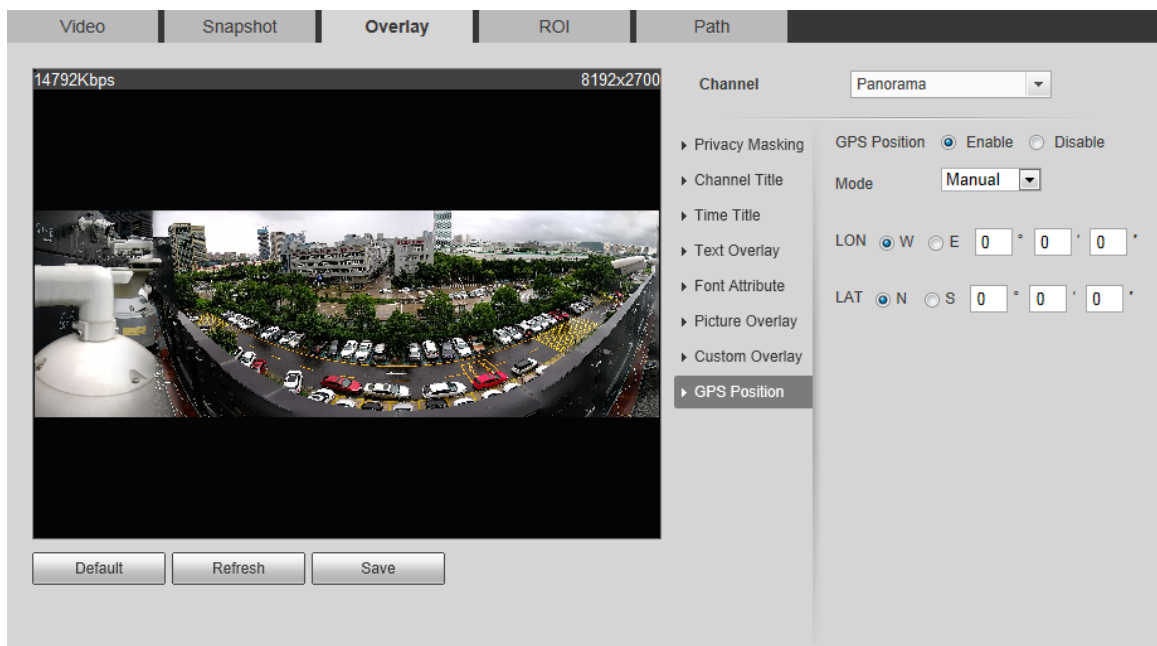 Video Snapshot Overlay ROI Path
14792Kbps 8192x2700
Channel Panorama
Privacy Masking
Channel Title
Time Title
Text Overlay
Font Attribute
Picture Overlay
Custom Overlay
GPS Position
GPS Position Enable Disable
Mode Manual
LON W E 0 ° 0 ′ 0 ″
LAT N S 0 ° 0 ′ 0 ″
Default Refresh Save